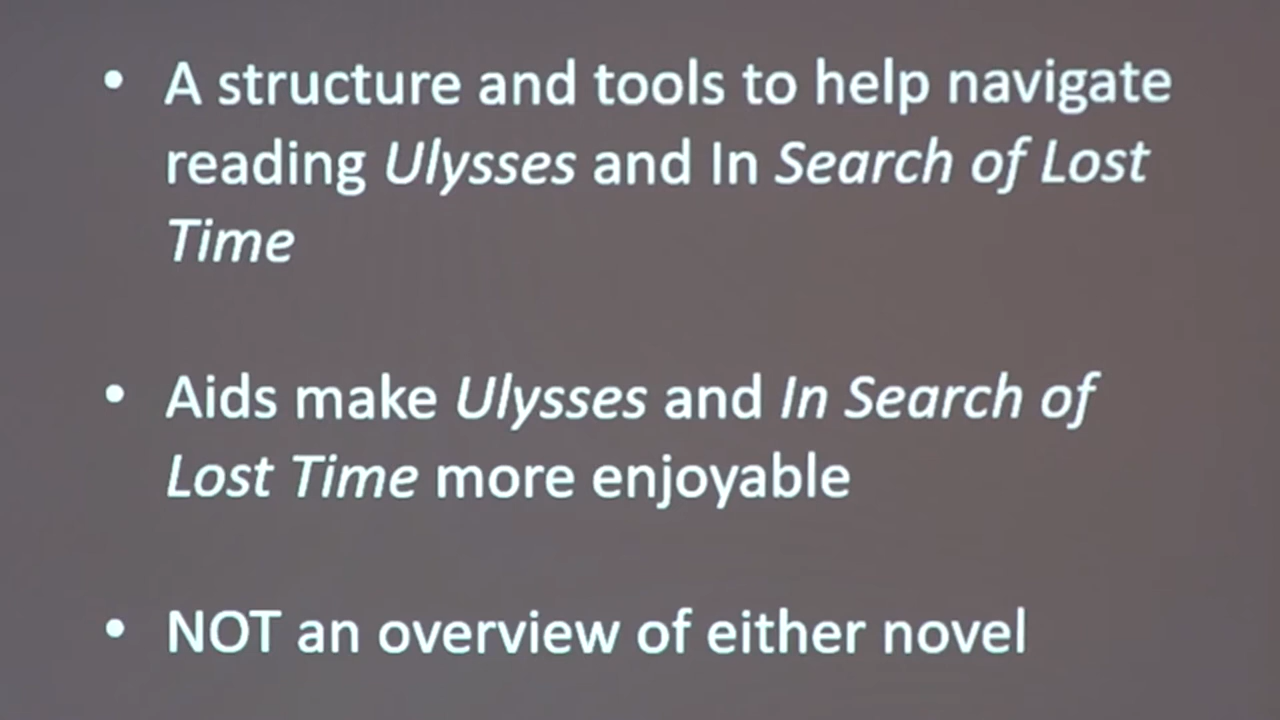 • A structure and tools to help navigate
reading Ulysses and In Search of Lost
Time
• Aids make Ulysses and In Search of
Lost Time more enjoyable
• NOT an overview of either novel